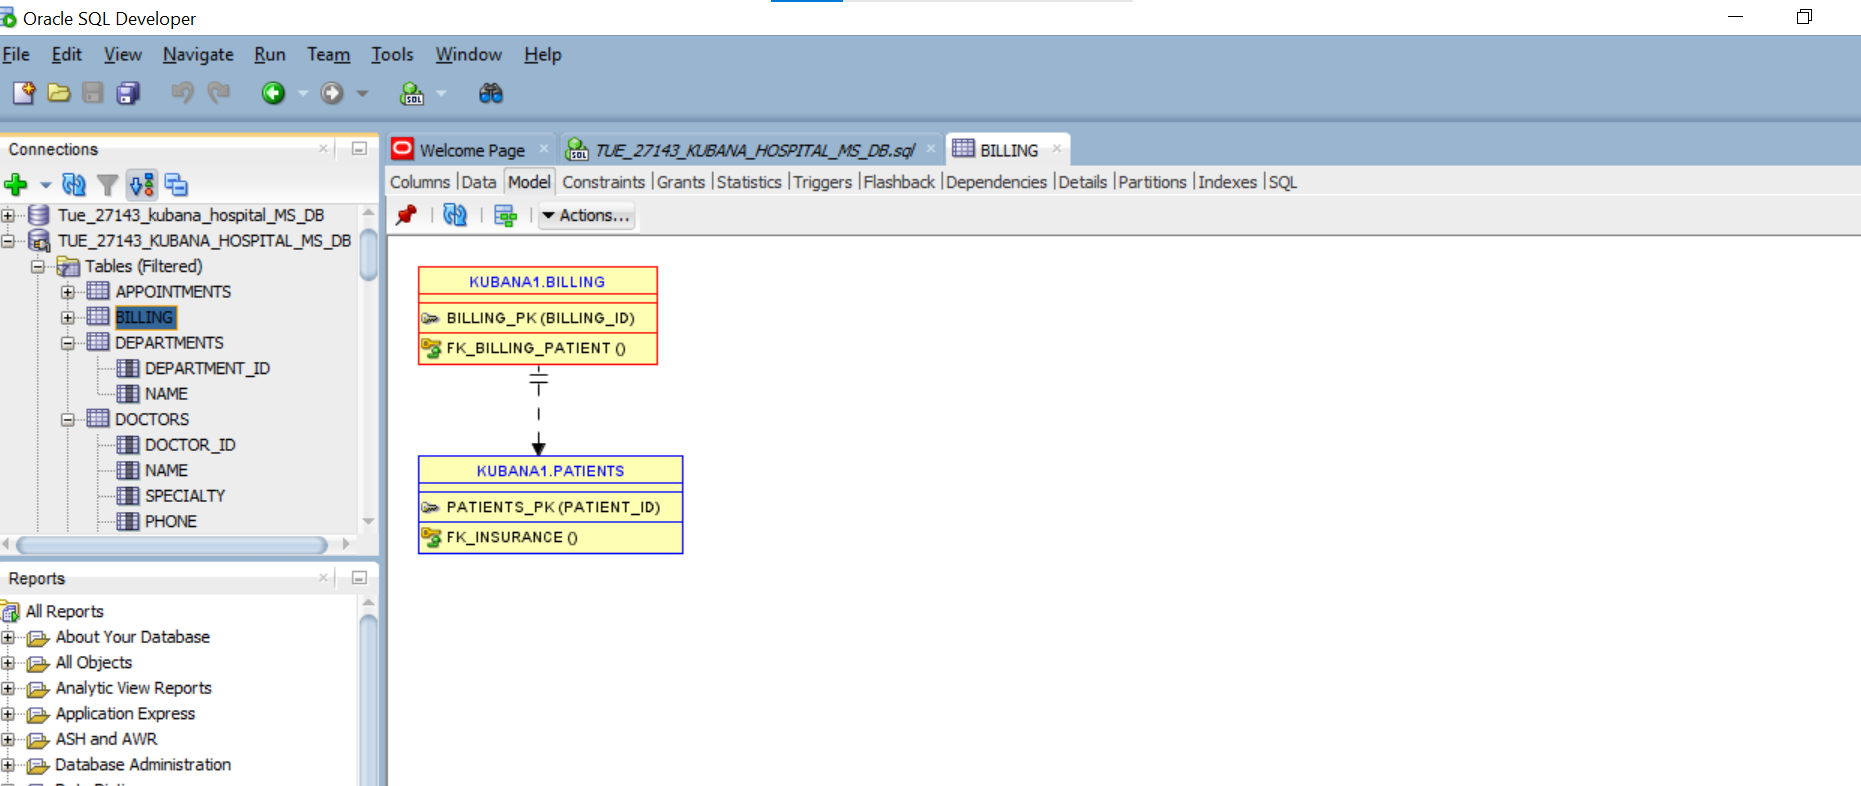 Oracle SQL Developer
File Edit View Navigate Run Team Tools Window Help
SQL
Connections
Tue_27143_kubana_hospital_MS_DB
TUE_27143_KUBANA_HOSPITAL_MS_DB
Tables (Filtered)
APPOINTMENTS
BILLING
DEPARTMENTS
DEPARTMENT_ID
NAME
DOCTORS
DOCTOR_ID
NAME
SPECIALTY
PHONE
Reports
All Reports
About Your Database
All Objects
Analytic View Reports
Application Express
ASH and AWR
Database Administration
Welcome Page
SQL TUE_27143_KUBANA_HOSPITAL_MS_DB.sql
BILLING
Columns Data Model Constraints Grants Statistics Triggers Flashback Dependencies Details Partitions Indexes SQL
Actions...
KUBANA1.BILLING
BILLING_PK (BILLING_ID)
FK_BILLING_PATIENT ()
KUBANA1.PATIENTS
PATIENTS_PK (PATIENT_ID)
FK_INSURANCE ()